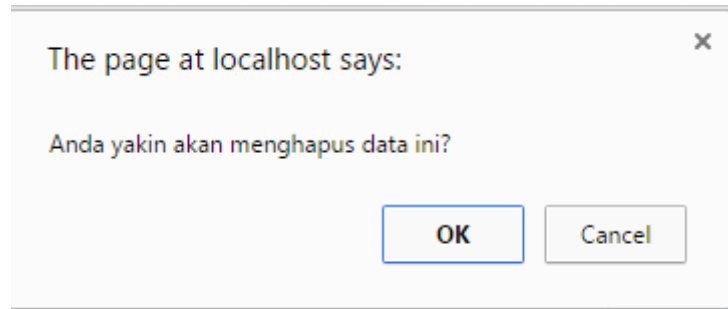 The page at localhost says:
Anda yakin akan menghapus data ini?
OK Cancel